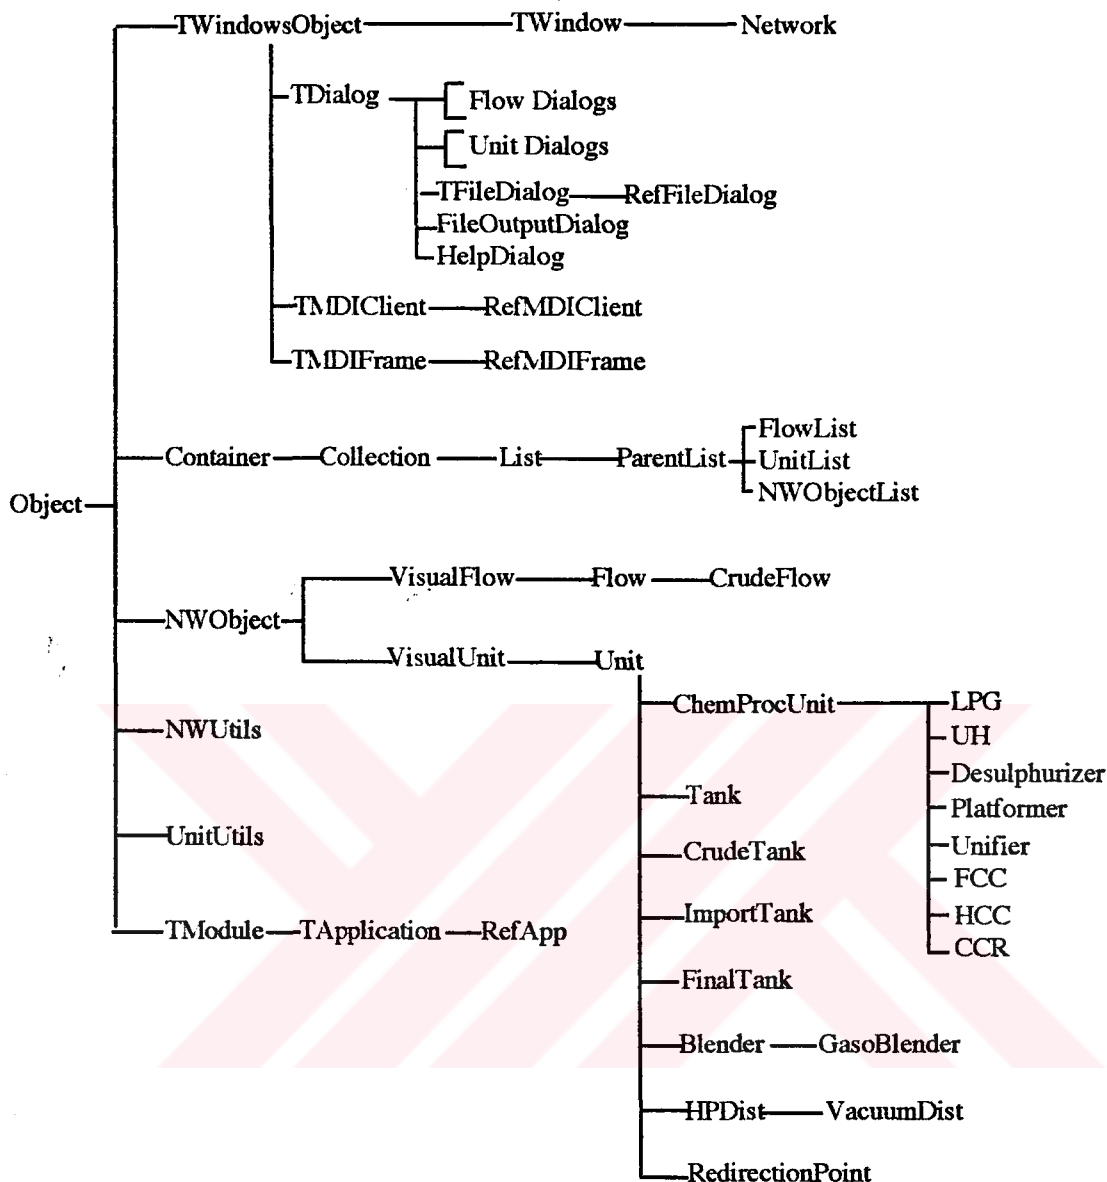 TWindowsObject TWindow Network
TDialog Flow Dialogs
Unit Dialogs
TFileDialog RefFileDialog
FileOutputDialog
HelpDialog
TMDIClient RefMDIClient
TMDIFrame RefMDIFrame
FlowList
Container Collection List ParentList UnitList
NWObjectList
Object
VisualFlow Flow CrudeFlow
NWObject
VisualUnit Unit
ChemProcUnit LPG
NWUtils UH
Desulphurizer
Tank Platformer
UnitUtils Unifier
CrudeTank
FCC
ImportTank HCC
TModule TApplication RefApp CCR
FinalTank
Blender GasoBlender
HPDist VacuumDist
RedirectionPoint